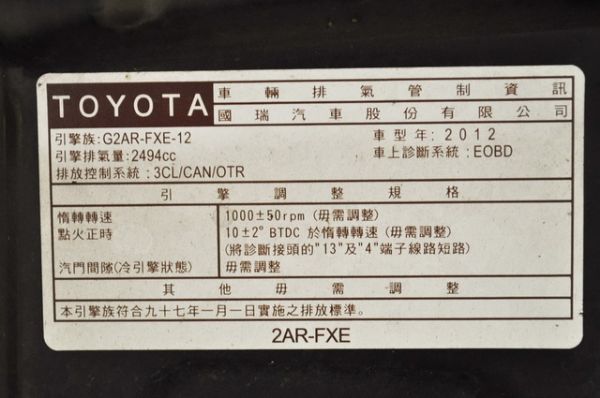 TOYOTA 車輛排氣管制資訊
國瑞汽車股份有限公司
引擎族:G2AR-FXE-12 車型年:2012
引擎排氣量:2494cc 車上診斷系統:EOBD
排放控制系統:3CL/CAN/OTR
引擎調整規格
惰轉轉速 1000±50rpm (毋需調整)
點火正時 10±2° BTDC 於惰轉轉速 (毋需調整)
(將診斷接頭的"13"及"4"端子線路短路)
汽門間隙(冷引擎狀態) 毋需調整
其他毋需調整
本引擎族符合九十七年一月一日實施之排放標準。
2AR-FXE